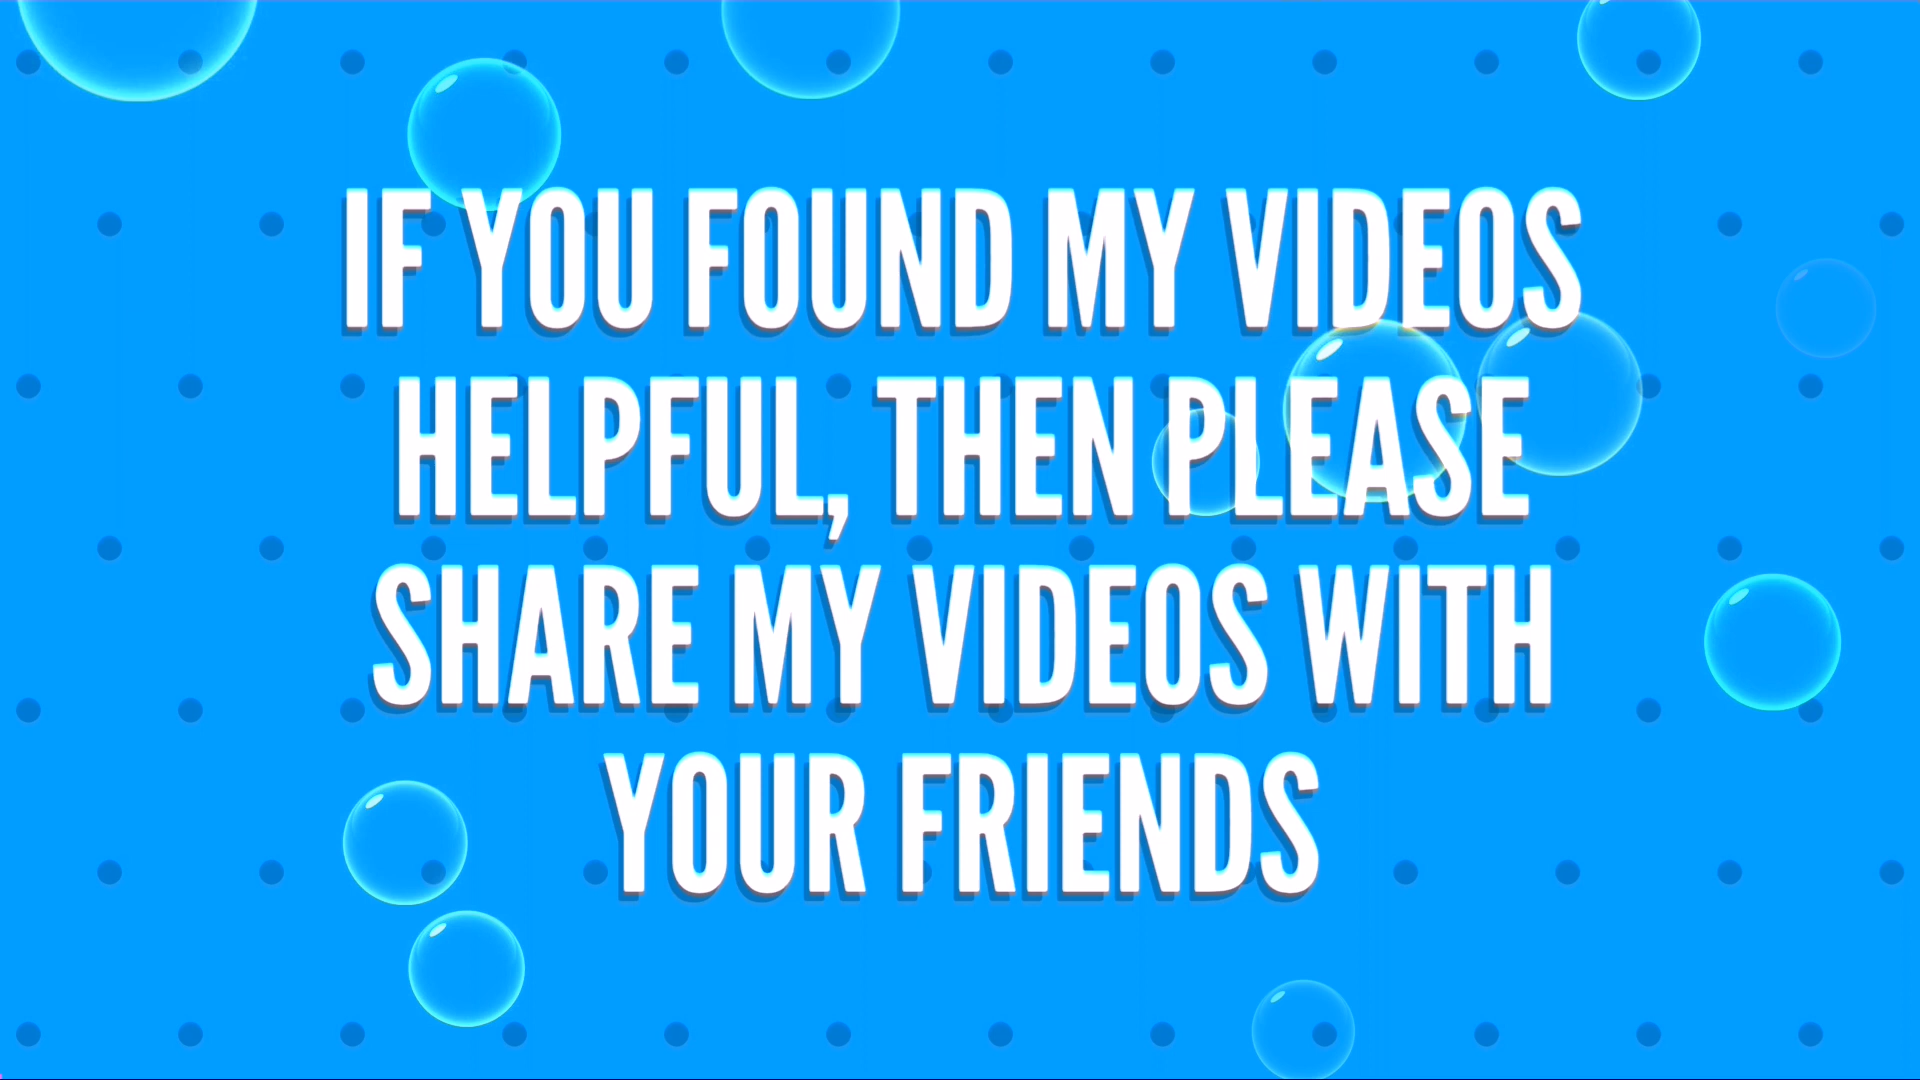 IF YOU FOUND MY VIDEOS
HELPFUL, THEN PLEASE
SHARE MY VIDEOS WITH
YOUR FRIENDS